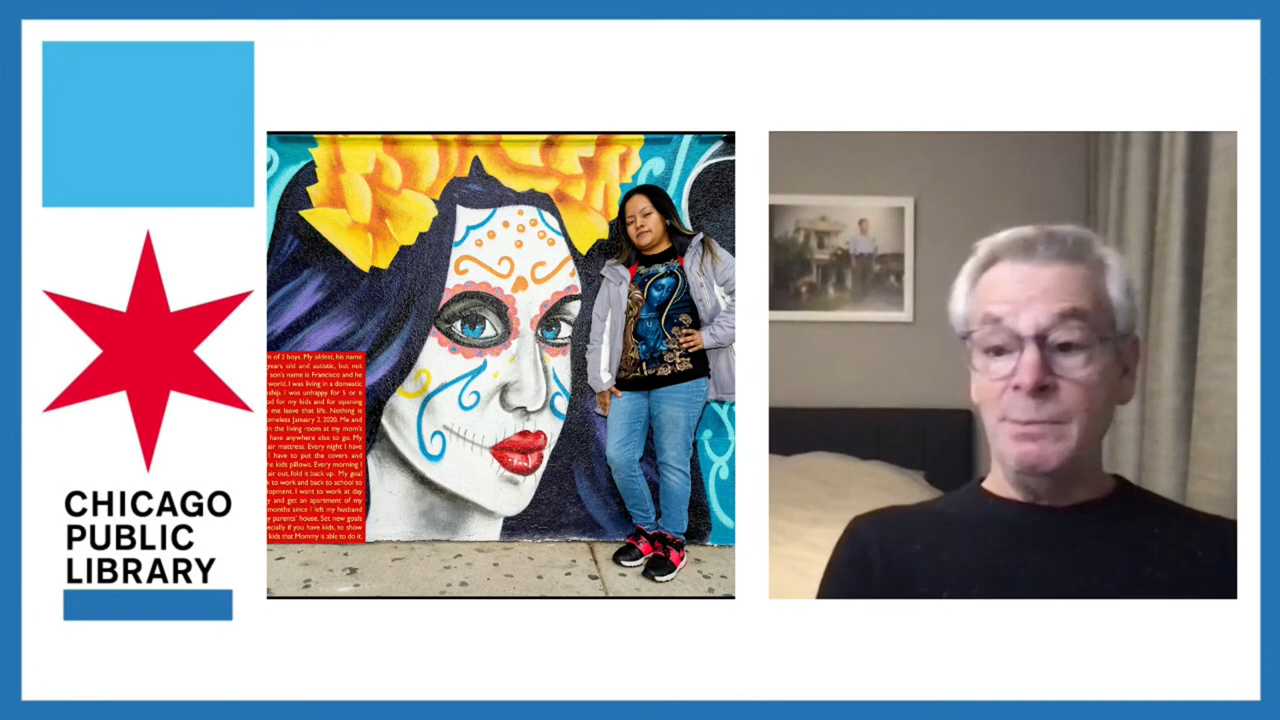 CHICAGO
PUBLIC
LIBRARY
m of 3 boys. My oldest, his name
years old and autistic, but not
son's name is Francisco and he
world. I was living in a domestic
ship. I was unhappy for 5 or 6
od for my kids and for opening
me leave that life. Nothing is
omeless January 2, 2020. Me and
in the living room at my mom's
have anywhere else to go. My
air mattress. Every night I have
I have to put the covers and
he kids pillows. Every morning I
air out, fold it back up. My goal
k to work and back to school to
lopment. I want to work at day
y and get an apartment of my
months since I left my husband
y parents' house. Set new goals
ecially if you have kids, to show
kids that Mommy is able to do it.